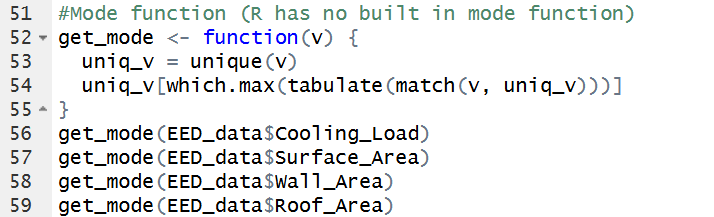 51 #Mode function (R has no built in mode function)
52 get_mode <- function(v) {
53   uniq_v = unique(v)
54   uniq_v[which.max(tabulate(match(v, uniq_v)))]
55 }
56 get_mode(EED_data$Cooling_Load)
57 get_mode(EED_data$Surface_Area)
58 get_mode(EED_data$Wall_Area)
59 get_mode(EED_data$Roof_Area)